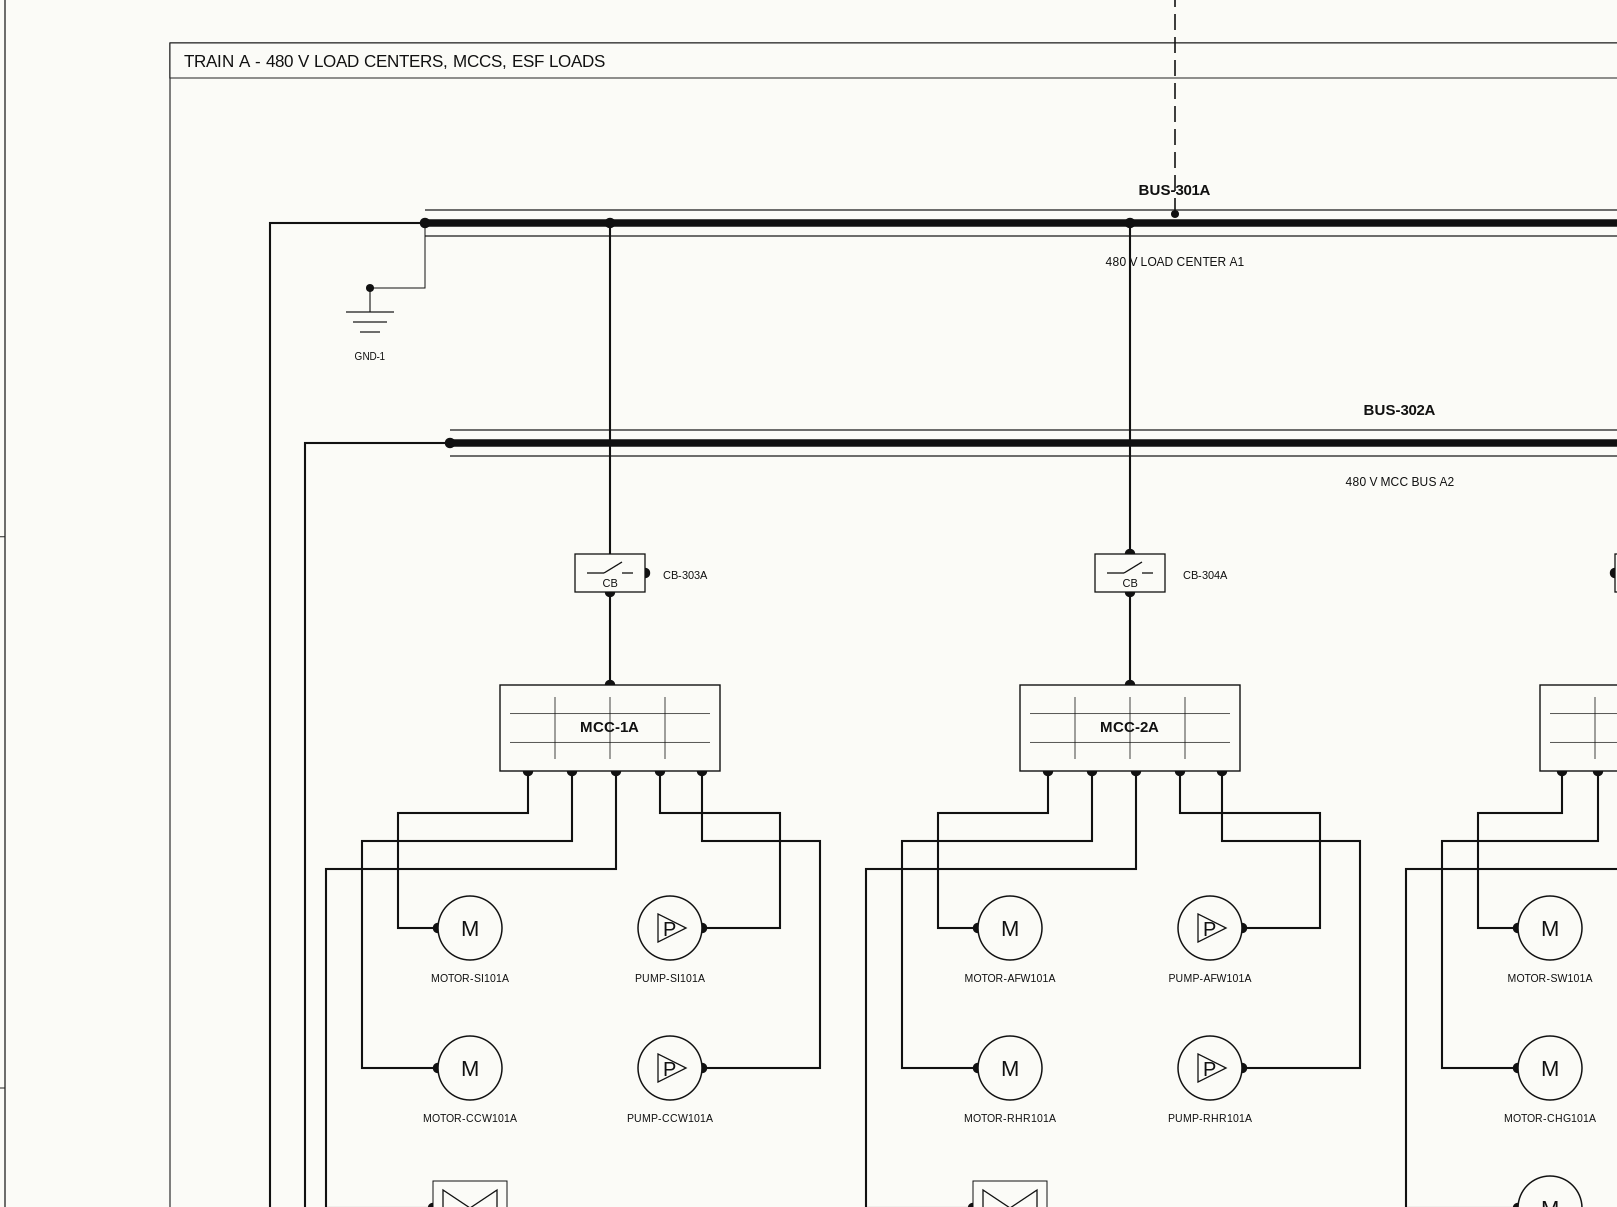 TRAIN A - 480 V LOAD CENTERS, MCCS, ESF LOADS
BUS-301A
480 V LOAD CENTER A1
GND-1
BUS-302A
480 V MCC BUS A2
CB
CB-303A
CB
CB-304A
MCC-1A
MCC-2A
M
P
M
P
M
MOTOR-SI101A
PUMP-SI101A
MOTOR-AFW101A
PUMP-AFW101A
MOTOR-SW101A
M
P
M
P
M
MOTOR-CCW101A
PUMP-CCW101A
MOTOR-RHR101A
PUMP-RHR101A
MOTOR-CHG101A
M